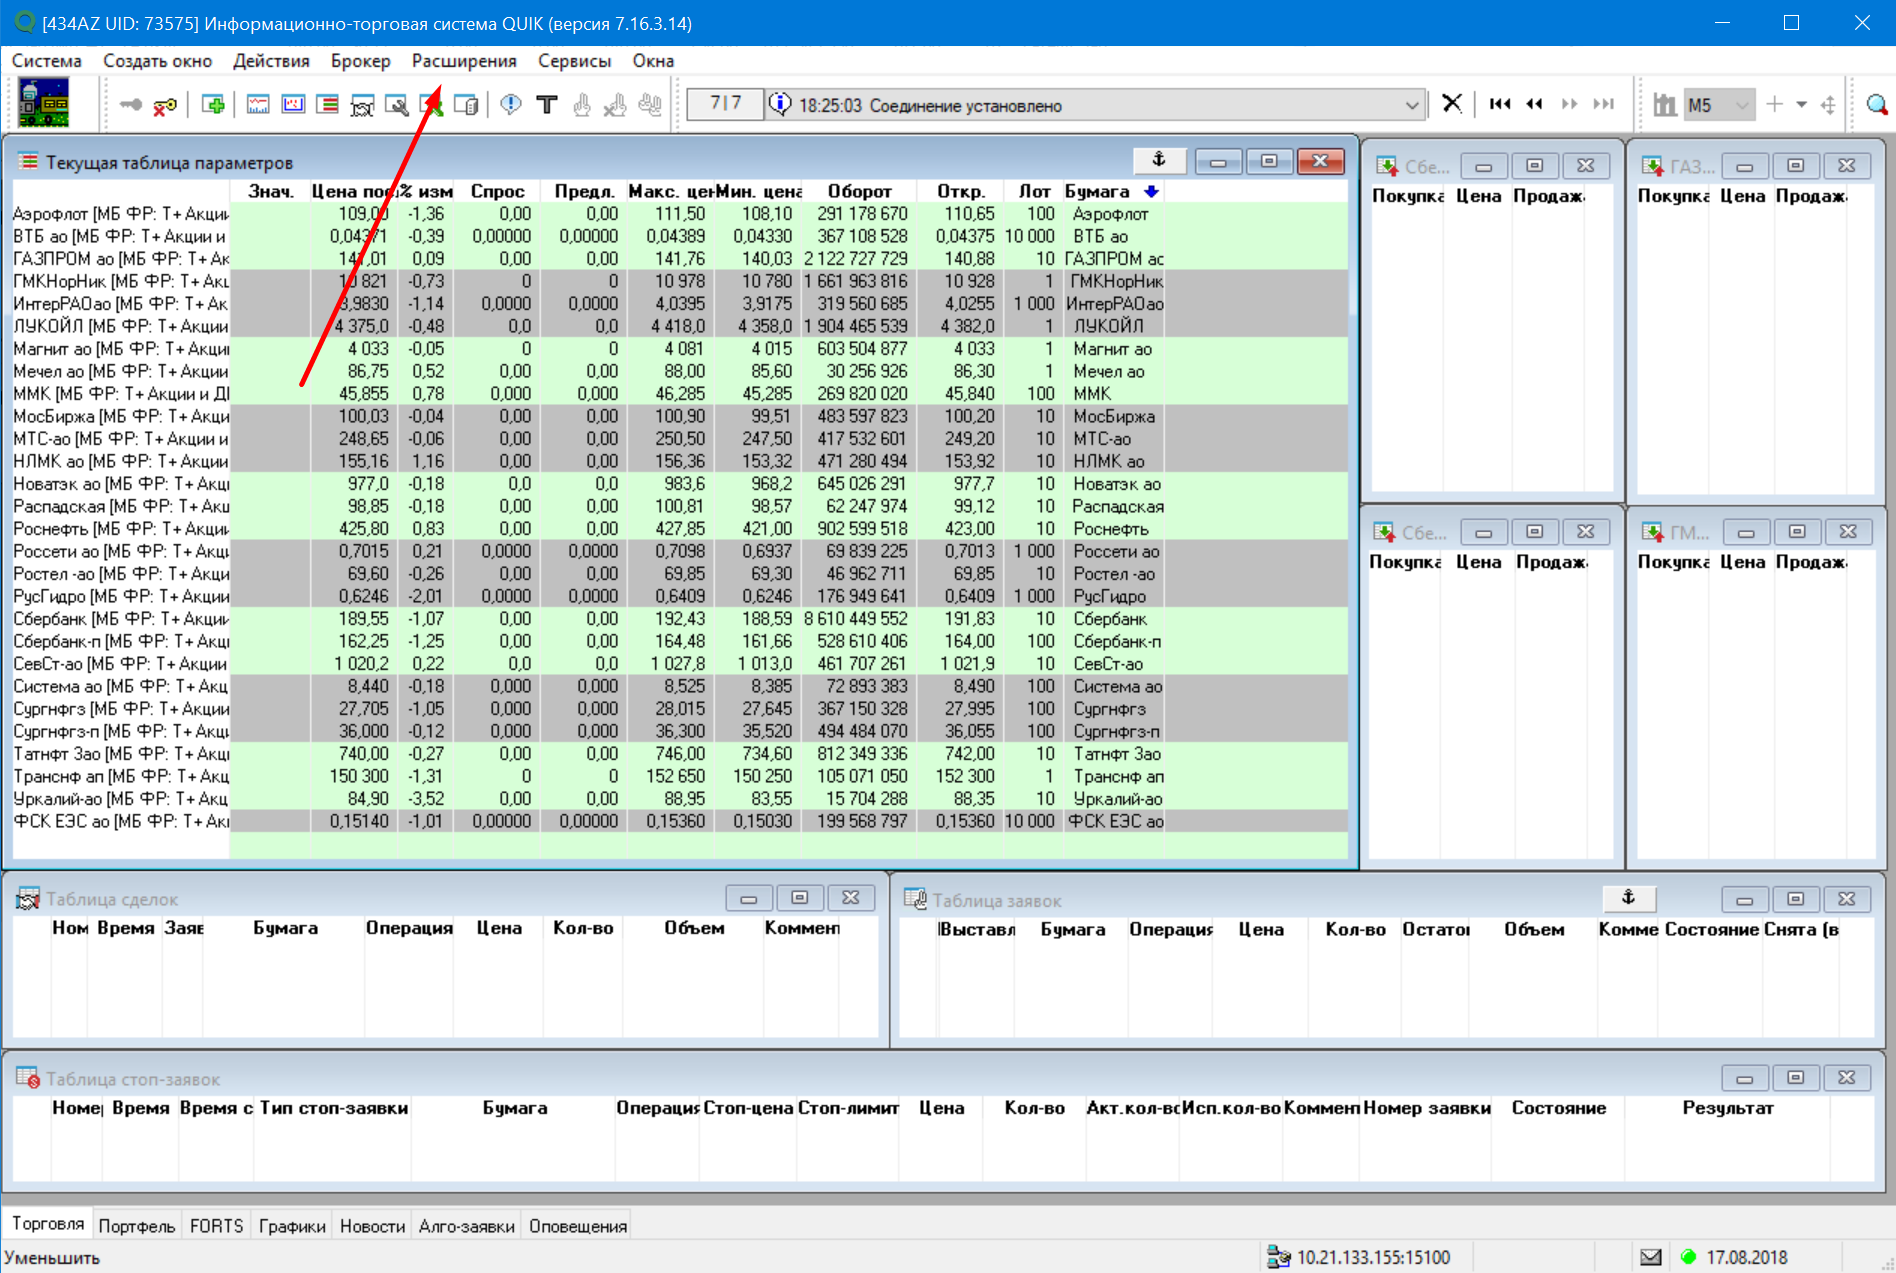 [434AZ UID: 73575] Информационно-торговая система QUIK (версия 7.16.3.14)
Система Создать окно Действия Брокер Расширения Сервисы Окна
7|7 18:25:03 Соединение установлено M5
Текущая таблица параметров
Знач. Цена пос. % изм Спрос Предл. Макс. цен Мин. цена Оборот Откр. Лот Бумага
Аэрофлот [МБ ФР: Т+ Акции 109,00 -1,36 0,00 0,00 111,50 108,10 291 178 670 110,65 100 Аэрофлот
ВТБ ао [МБ ФР: Т+ Акции и 0,04371 -0,39 0,00000 0,00000 0,04389 0,04330 367 108 528 0,04375 10 000 ВТБ ао
ГАЗПРОМ ао [МБ ФР: Т+ Ак 141,01 0,09 0,00 0,00 141,76 140,03 2 122 727 729 140,88 10 ГАЗПРОМ ао
ГМКНорНик [МБ ФР: Т+ Акц 10 821 -0,73 0 0 10 978 10 780 1 661 963 816 10 928 1 ГМКНорНик
ИнтерРАОао [МБ ФР: Т+ Ак 3,9830 -1,14 0,0000 0,0000 4,0395 3,9175 319 560 685 4,0255 1 000 ИнтерРАОао
ЛУКОЙЛ [МБ ФР: Т+ Акции 4 375,0 -0,48 0,0 0,0 4 418,0 4 358,0 1 904 465 539 4 382,0 1 ЛУКОЙЛ
Магнит ао [МБ ФР: Т+ Акци 4 033 -0,05 0 0 4 081 4 015 603 504 877 4 033 1 Магнит ао
Мечел ао [МБ ФР: Т+ Акции 86,75 0,52 0,00 0,00 88,00 85,60 30 256 926 86,30 1 Мечел ао
ММК [МБ ФР: Т+ Акции и Д 45,855 0,78 0,000 0,000 46,285 45,285 269 820 020 45,840 100 ММК
МосБиржа [МБ ФР: Т+ Акци 100,03 -0,04 0,00 0,00 100,90 99,51 483 597 823 100,20 10 МосБиржа
МТС-ао [МБ ФР: Т+ Акции и 248,65 -0,06 0,00 0,00 250,50 247,50 417 532 601 249,20 10 МТС-ао
НЛМК ао [МБ ФР: Т+ Акции 155,16 1,16 0,00 0,00 156,36 153,32 471 280 494 153,92 10 НЛМК ао
Новатэк ао [МБ ФР: Т+ Акц 977,0 -0,18 0,0 0,0 983,6 968,2 645 026 291 977,7 10 Новатэк ао
Распадская [МБ ФР: Т+ Акц 98,85 -0,18 0,00 0,00 100,81 98,57 62 247 974 99,12 10 Распадская
Роснефть [МБ ФР: Т+ Акци 425,80 0,83 0,00 0,00 427,85 421,00 902 599 518 423,00 10 Роснефть
Россети ао [МБ ФР: Т+ Акц 0,7015 0,21 0,0000 0,0000 0,7098 0,6937 69 839 225 0,7013 1 000 Россети ао
Ростел -ао [МБ ФР: Т+ Акци 69,60 -0,26 0,00 0,00 69,85 69,30 46 962 711 69,85 10 Ростел -ао
РусГидро [МБ ФР: Т+ Акции 0,6246 -2,01 0,0000 0,0000 0,6409 0,6246 176 949 641 0,6409 1 000 РусГидро
Сбербанк [МБ ФР: Т+ Акции 189,55 -1,07 0,00 0,00 192,43 188,59 8 610 449 552 191,83 10 Сбербанк
Сбербанк-п [МБ ФР: Т+ Акц 162,25 -1,25 0,00 0,00 164,48 161,66 528 610 406 164,00 100 Сбербанк-п
СевСт-ао [МБ ФР: Т+ Акции 1 020,2 0,22 0,0 0,0 1 027,8 1 013,0 461 707 261 1 021,9 10 СевСт-ао
Система ао [МБ ФР: Т+ Акц 8,440 -0,18 0,000 0,000 8,525 8,385 72 893 383 8,490 100 Система ао
Сургнфгз [МБ ФР: Т+ Акции 27,705 -1,05 0,000 0,000 28,015 27,645 367 150 328 27,995 100 Сургнфгз
Сургнфгз-п [МБ ФР: Т+ Акци 36,000 -0,12 0,000 0,000 36,300 35,520 494 484 070 36,055 100 Сургнфгз-п
Татнфт 3ао [МБ ФР: Т+ Акц 740,00 -0,27 0,00 0,00 746,00 734,60 812 349 336 742,00 10 Татнфт 3ао
Транснф ап [МБ ФР: Т+ Акц 150 300 -1,31 0 0 152 650 150 250 105 071 050 152 300 1 Транснф ап
Уркалий-ао [МБ ФР: Т+ Акц 84,90 -3,52 0,00 0,00 88,95 83,55 15 704 288 88,35 10 Уркалий-ао
ФСК ЕЭС ао [МБ ФР: Т+ Ак 0,15140 -1,01 0,00000 0,00000 0,15360 0,15030 199 568 797 0,15360 10 000 ФСК ЕЭС ао
Сбе...
Покупка Цена Продаж
ГАЗ...
Покупка Цена Продаж
Сбе...
Покупка Цена Продаж
ГМ...
Покупка Цена Продаж
Таблица сделок
Ном Время Заяв Бумага Операция Цена Кол-во Объем Коммент
Таблица заявок
Выставл Бумага Операция Цена Кол-во Остато Объем Комме Состояние Снята (в
Таблица стоп-заявок
Номер Время Время с Тип стоп-заявки Бумага Операция Стоп-цена Стоп-лимит Цена Кол-во Акт.кол-во Исп.кол-во Коммент Номер заявки Состояние Результат
Торговля Портфель FORTS Графики Новости Алго-заявки Оповещения
Уменьшить 10.21.133.155:15100 17.08.2018